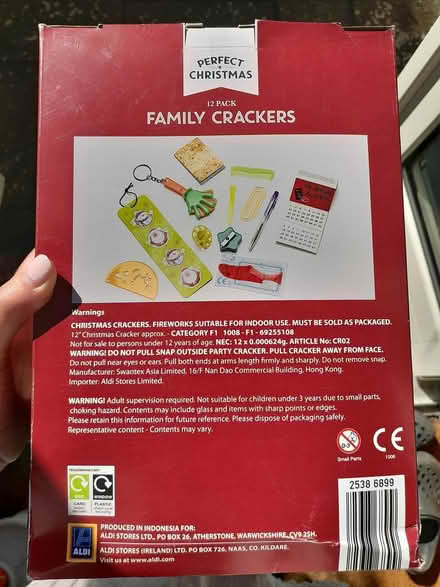 PERFECT
CHRISTMAS
12 PACK
FAMILY CRACKERS
Warnings
CHRISTMAS CRACKERS. FIREWORKS SUITABLE FOR INDOOR USE. MUST BE SOLD AS PACKAGED.
12" Christmas Cracker approx. - CATEGORY F1 1008 - F1 - 69255108
Not for sale to persons under 12 years of age. NEC: 12 x 0.000624g. ARTICLE No: CR02
WARNING! DO NOT PULL SNAP OUTSIDE PARTY CRACKER. PULL CRACKER AWAY FROM FACE.
Do not pull near eyes or ears. Pull both ends at arms length firmly and sharply. Do not remove snap.
Manufacturer: Swantex Asia Limited, 16/F Nan Dao Commercial Building, Hong Kong.
Importer: Aldi Stores Limited.
WARNING! Adult supervision required. Not suitable for children under 3 years due to small parts,
choking hazard. Contents may include glass and items with sharp points or edges.
Please retain this information for future reference. Please dispose of packaging safely.
Representative content - Contents may vary.
0-3
Small Parts
CE
1008
BOX
WINDOW
CARD
PLASTIC
2538 6899
ALDI
PRODUCED IN INDONESIA FOR:
ALDI STORES LTD., PO BOX 26, ATHERSTONE, WARWICKSHIRE, CV9 2SH.
ALDI STORES (IRELAND) LTD. PO BOX 726, NAAS, CO. KILDARE.
Visit us at www.aldi.com